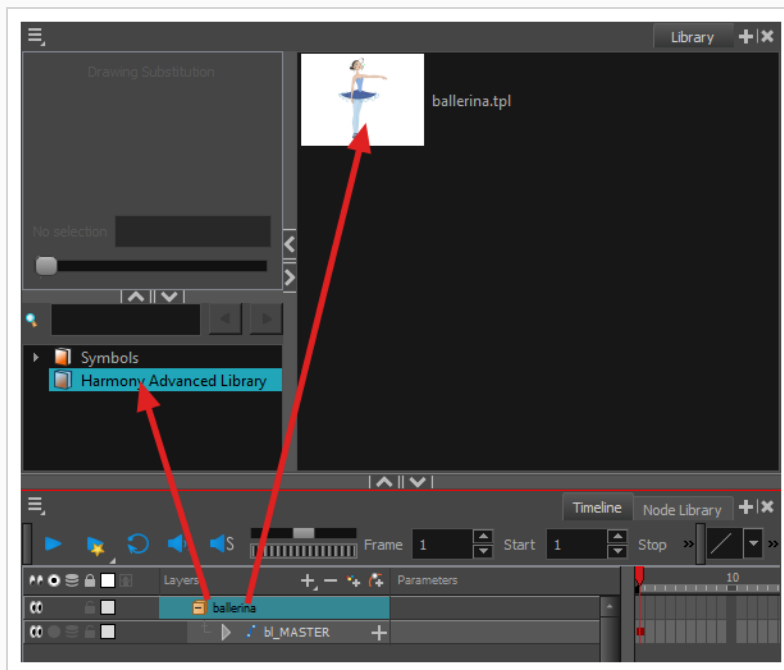 Library
Drawing Substitution
ballerina.tpl
No selection
Symbols
Harmony Advanced Library
Timeline
Node Library
S
Frame 1 Start 1 Stop
Layers Parameters 10
ballerina
bl_MASTER